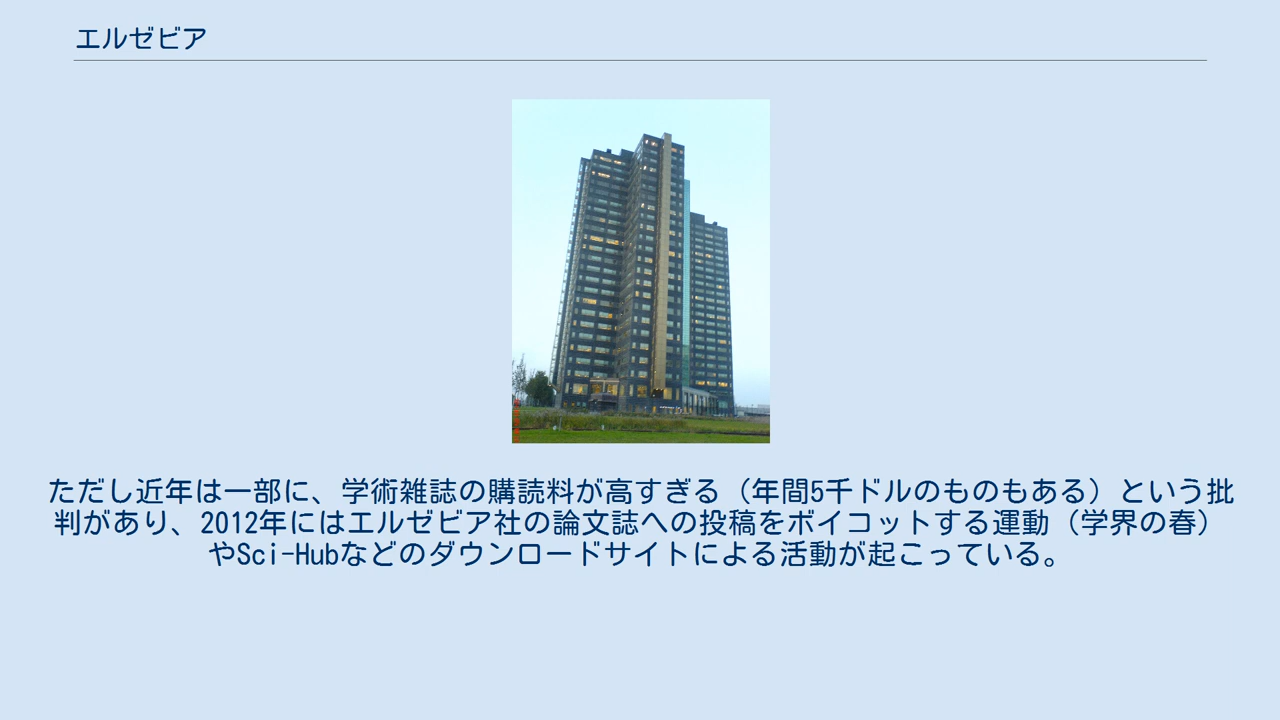 エルゼビア
ただし近年は一部に、学術雑誌の購読料が高すぎる（年間5千ドルのものもある）という批
判があり、2012年にはエルゼビア社の論文誌への投稿をボイコットする運動（学界の春）
やSci-Hubなどのダウンロードサイトによる活動が起こっている。